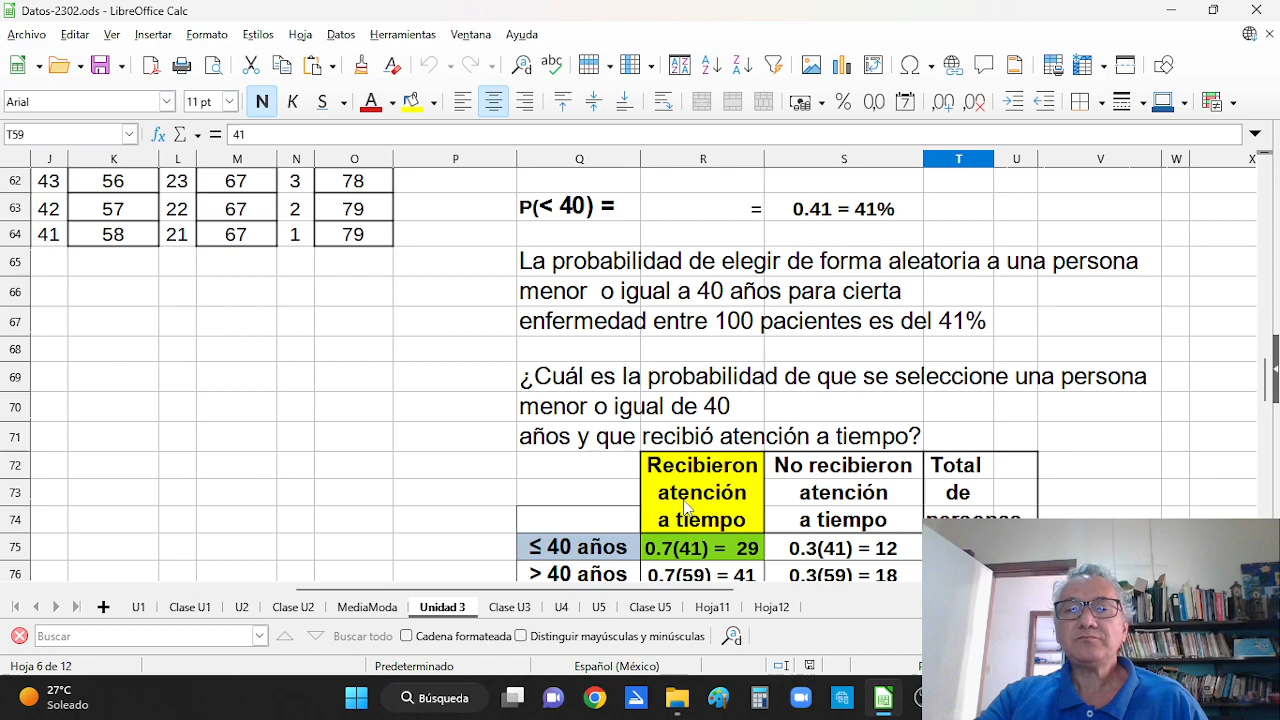 Datos-2302.ods - LibreOffice Calc
Archivo Editar Ver Insertar Formato Estilos Hoja Datos Herramientas Ventana Ayuda
Arial 11 pt N K S
T59 fx Σ = 41
J K L M N O P Q R S T U V W X
62 43 56 23 67 3 78
63 42 57 22 67 2 79 P(< 40) = = 0.41 = 41%
64 41 58 21 67 1 79
65 La probabilidad de elegir de forma aleatoria a una persona
66 menor o igual a 40 años para cierta
67 enfermedad entre 100 pacientes es del 41%
68
69 ¿Cuál es la probabilidad de que se seleccione una persona
70 menor o igual de 40
71 años y que recibió atención a tiempo?
72 Recibieron No recibieron Total
73 atención atención de
74 a tiempo a tiempo personas
75 ≤ 40 años 0.7(41) = 29 0.3(41) = 12
76 > 40 años 0.7(59) = 41 0.3(59) = 18
U1 Clase U1 U2 Clase U2 MediaModa Unidad 3 Clase U3 U4 U5 Clase U5 Hoja11 Hoja12
Buscar Buscar todo Cadena formateada Distinguir mayúsculas y minúsculas
Hoja 6 de 12 Predeterminado Español (México)
27°C
Soleado
Búsqueda